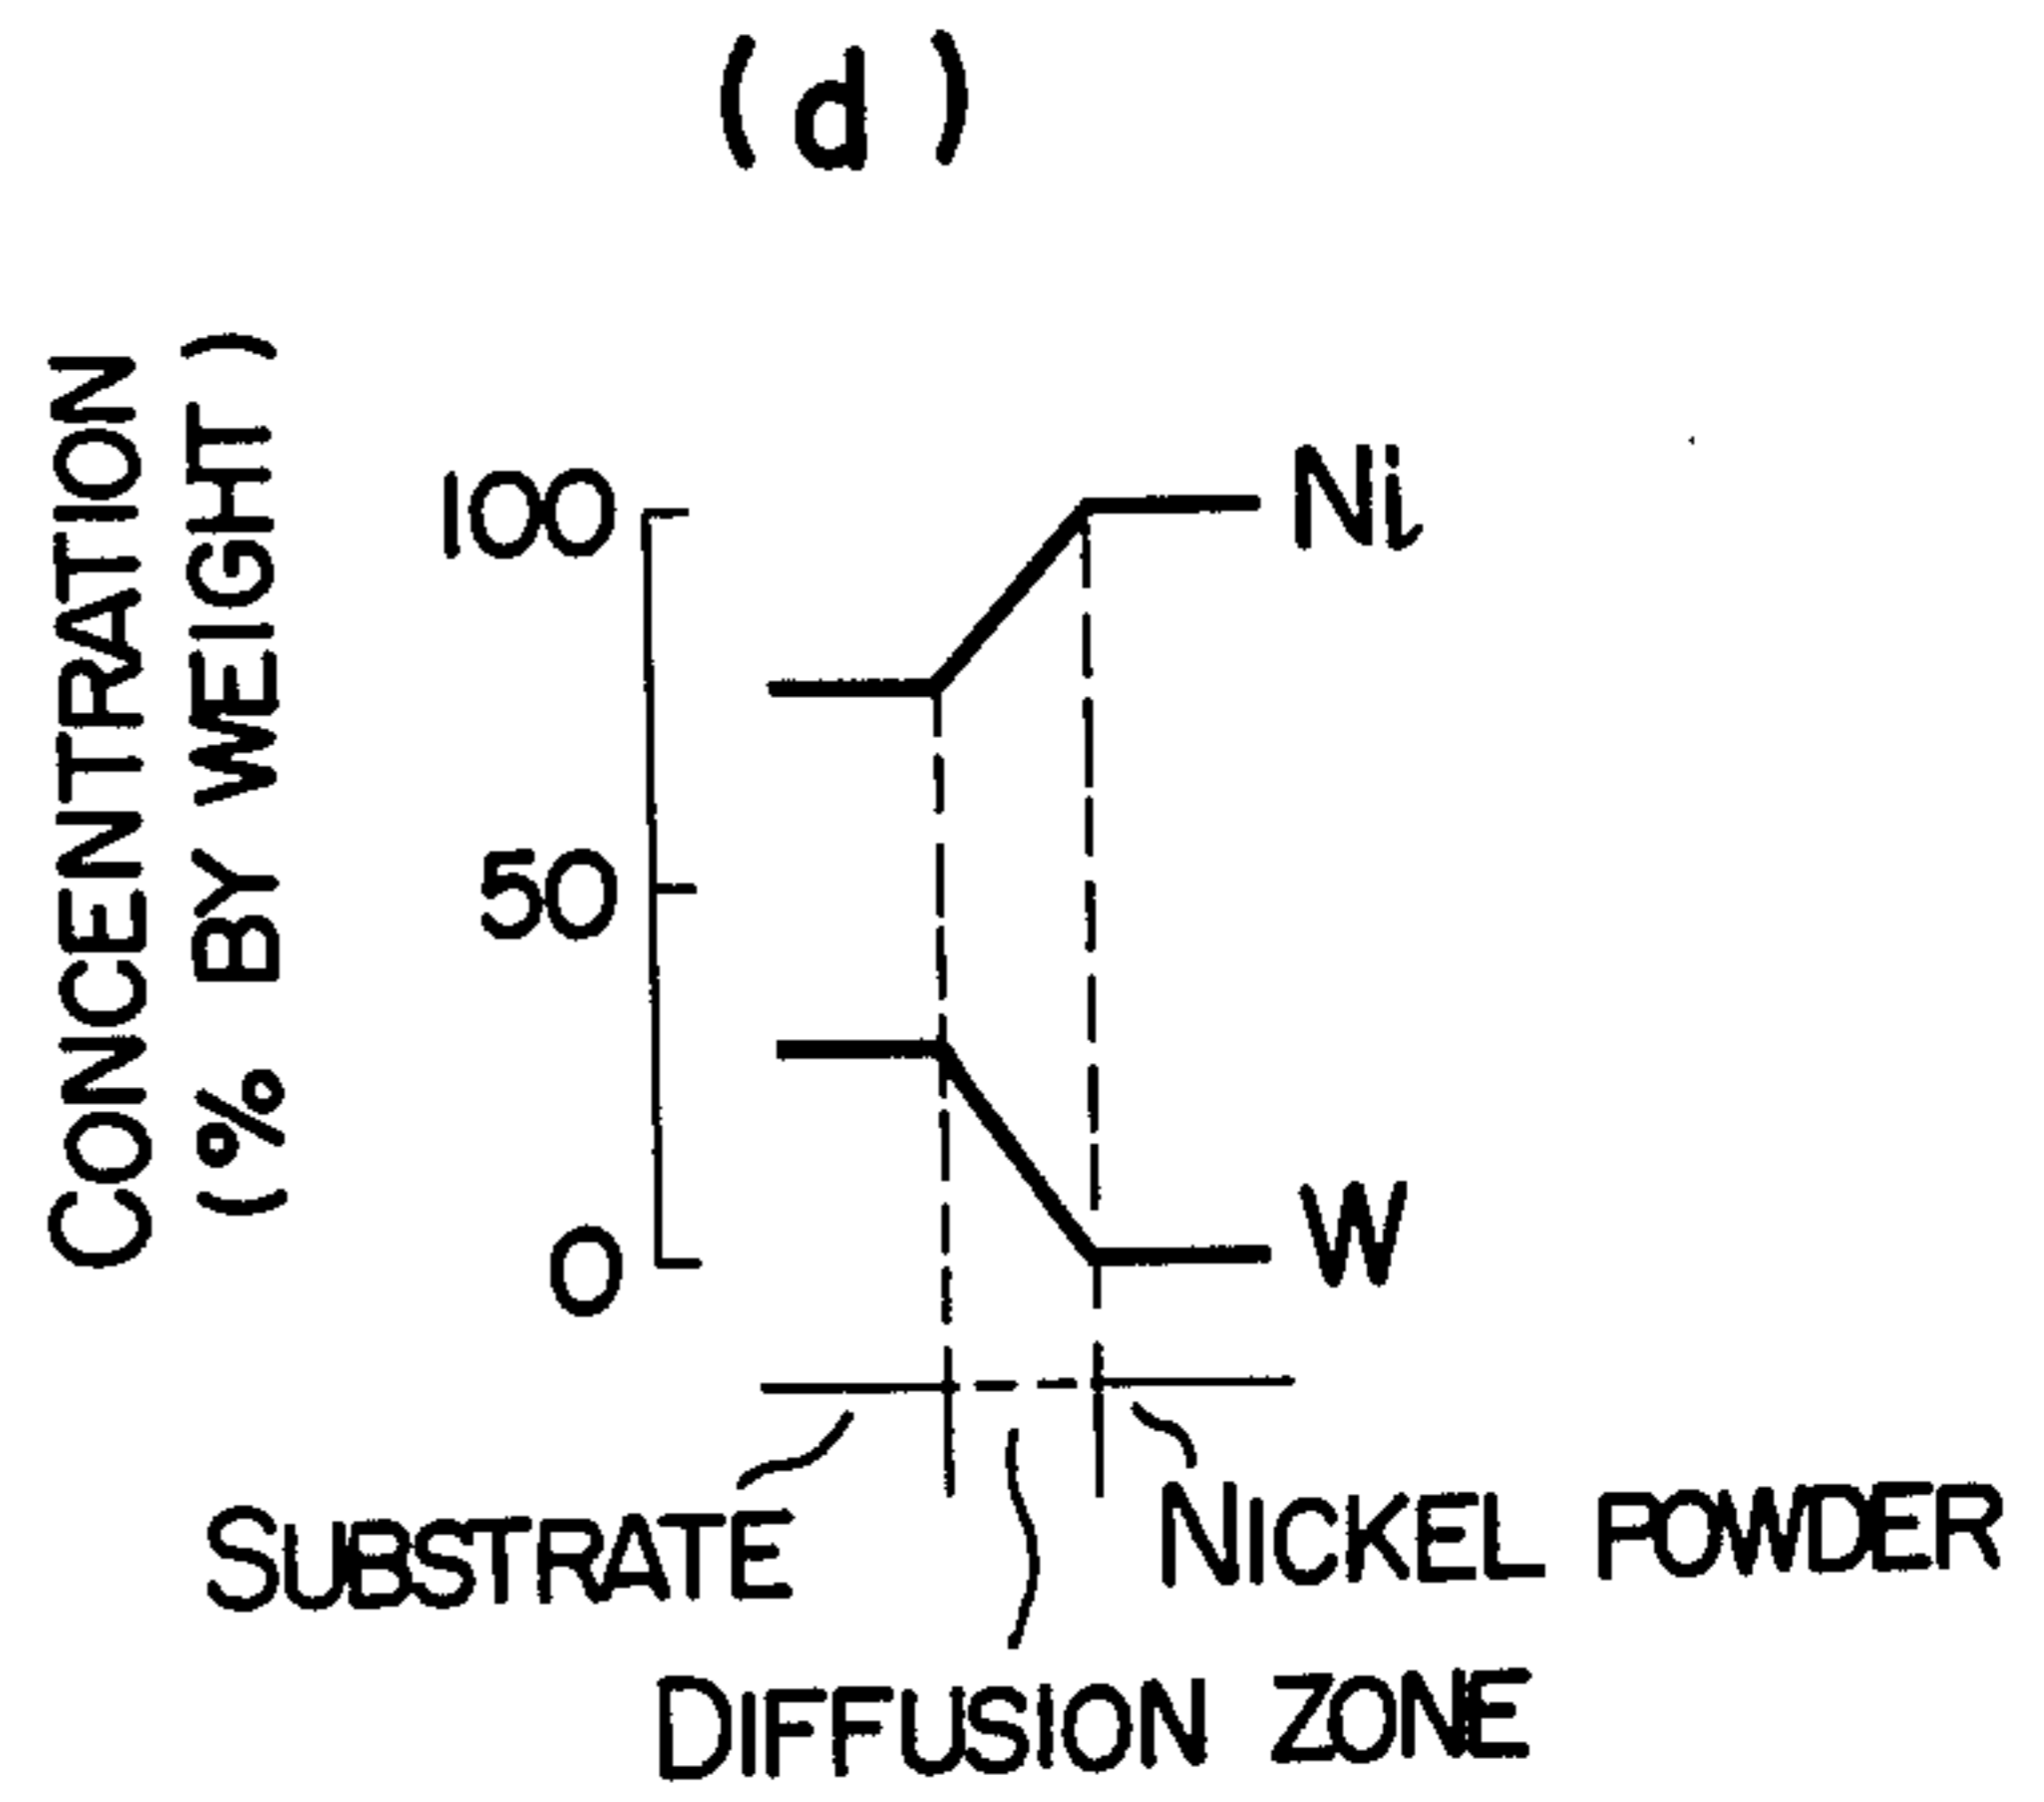 (d)
CONCENTRATION
(% BY WEIGHT)
100
Ni
50
0
W
SUBSTRATE
NICKEL POWDER
DIFFUSION ZONE